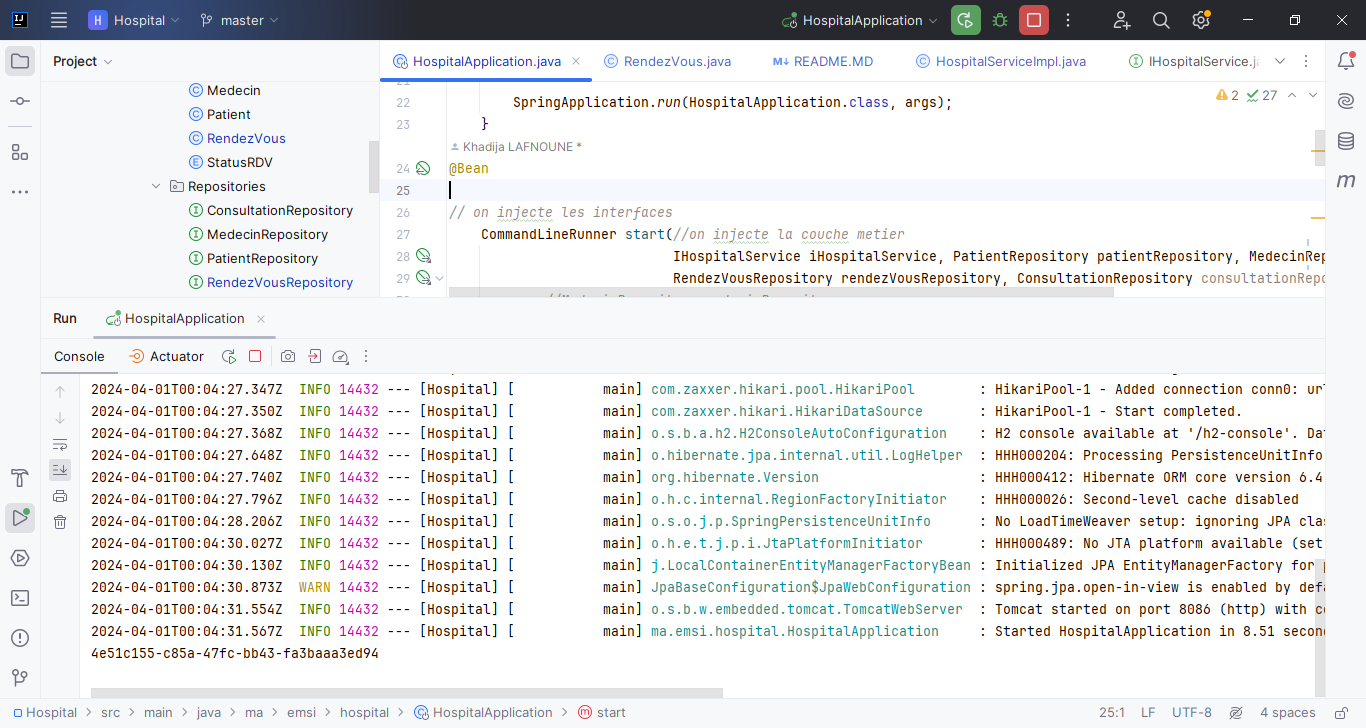 IJ
H Hospital
master
HospitalApplication
Project
HospitalApplication.java
RendezVous.java
M↓ README.MD
HospitalServiceImpl.java
IHospitalService.j
Medecin
Patient
RendezVous
StatusRDV
Repositories
ConsultationRepository
MedecinRepository
PatientRepository
RendezVousRepository
2 27
22 SpringApplication.run(HospitalApplication.class, args);
23 }
Khadija LAFNOUNE *
24 @Bean
25
26 // on injecte les interfaces
27 CommandLineRunner start(//on injecte la couche metier
28 IHospitalService iHospitalService, PatientRepository patientRepository, MedecinRep
29 RendezVousRepository rendezVousRepository, ConsultationRepository consultationRepo
Run HospitalApplication
Console Actuator
2024-04-01T00:04:27.347Z INFO 14432 --- [Hospital] [ main] com.zaxxer.hikari.pool.HikariPool : HikariPool-1 - Added connection conn0: url
2024-04-01T00:04:27.350Z INFO 14432 --- [Hospital] [ main] com.zaxxer.hikari.HikariDataSource : HikariPool-1 - Start completed.
2024-04-01T00:04:27.368Z INFO 14432 --- [Hospital] [ main] o.s.b.a.h2.H2ConsoleAutoConfiguration : H2 console available at '/h2-console'. Dat
2024-04-01T00:04:27.648Z INFO 14432 --- [Hospital] [ main] o.hibernate.jpa.internal.util.LogHelper : HHH000204: Processing PersistenceUnitInfo
2024-04-01T00:04:27.740Z INFO 14432 --- [Hospital] [ main] org.hibernate.Version : HHH000412: Hibernate ORM core version 6.4
2024-04-01T00:04:27.796Z INFO 14432 --- [Hospital] [ main] o.h.c.internal.RegionFactoryInitiator : HHH000026: Second-level cache disabled
2024-04-01T00:04:28.206Z INFO 14432 --- [Hospital] [ main] o.s.o.j.p.SpringPersistenceUnitInfo : No LoadTimeWeaver setup: ignoring JPA clas
2024-04-01T00:04:30.027Z INFO 14432 --- [Hospital] [ main] o.h.e.t.j.p.i.JtaPlatformInitiator : HHH000489: No JTA platform available (set
2024-04-01T00:04:30.130Z INFO 14432 --- [Hospital] [ main] j.LocalContainerEntityManagerFactoryBean : Initialized JPA EntityManagerFactory for p
2024-04-01T00:04:30.873Z WARN 14432 --- [Hospital] [ main] JpaBaseConfiguration$JpaWebConfiguration : spring.jpa.open-in-view is enabled by defa
2024-04-01T00:04:31.554Z INFO 14432 --- [Hospital] [ main] o.s.b.w.embedded.tomcat.TomcatWebServer : Tomcat started on port 8086 (http) with co
2024-04-01T00:04:31.567Z INFO 14432 --- [Hospital] [ main] ma.emsi.hospital.HospitalApplication : Started HospitalApplication in 8.51 second
4e51c155-c85a-47fc-bb43-fa3baaa3ed94
Hospital > src > main > java > ma > emsi > hospital > HospitalApplication > start
25:1 LF UTF-8 4 spaces